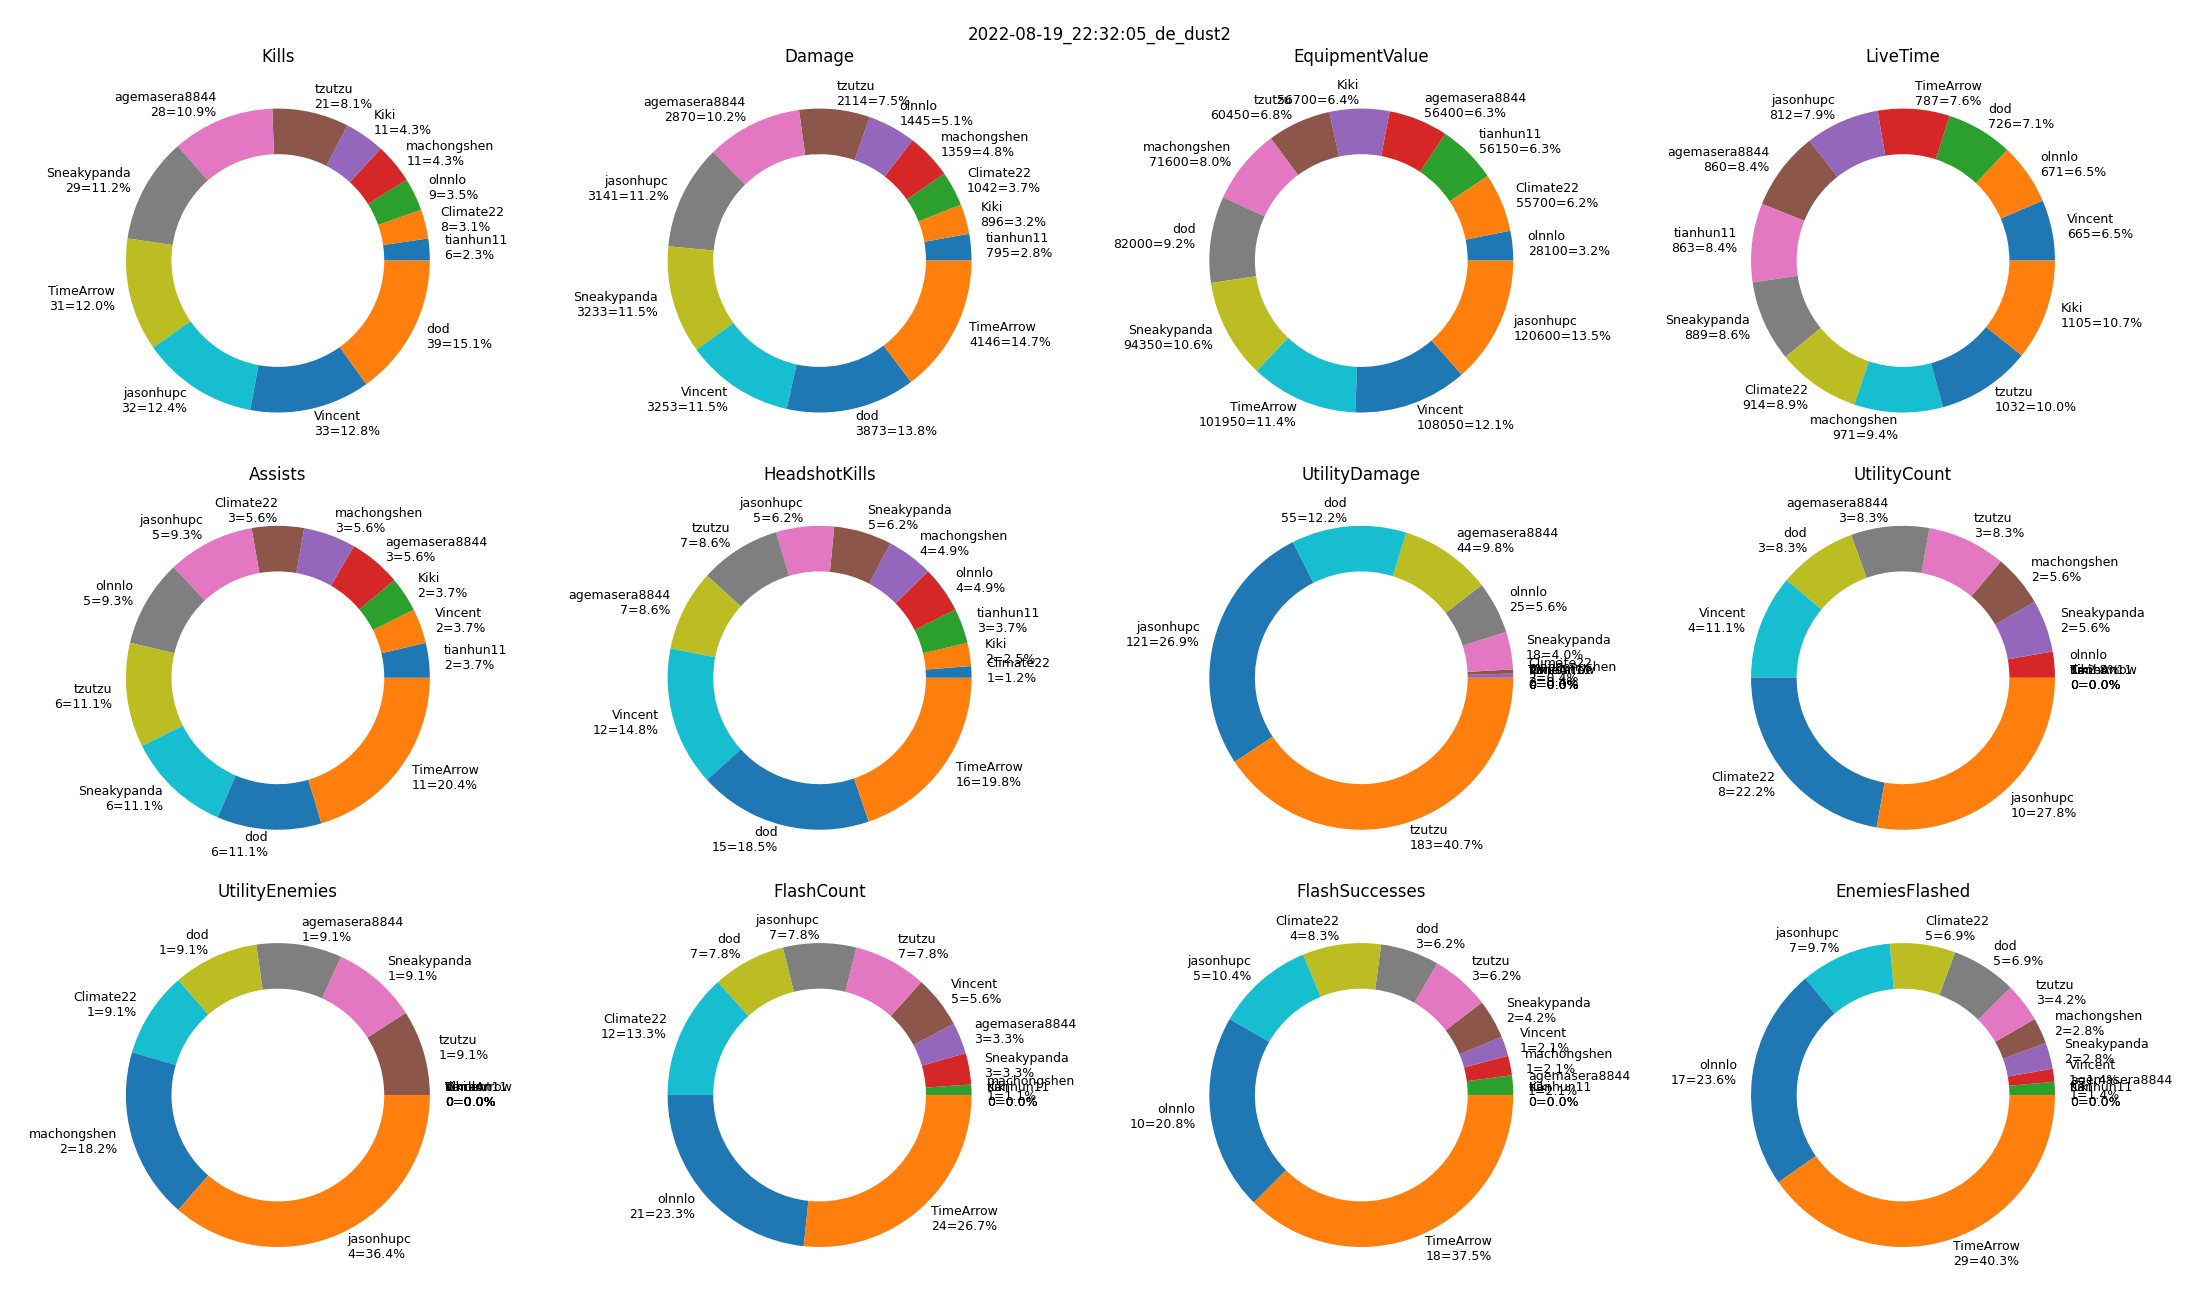 2022-08-19_22:32:05_de_dust2
Kills
tzutzu
21=8.1%
agemasera8844
28=10.9%
Kiki
11=4.3%
machongshen
11=4.3%
Sneakypanda
29=11.2%
olnnlo
9=3.5%
Climate22
8=3.1%
tianhun11
6=2.3%
TimeArrow
31=12.0%
dod
39=15.1%
jasonhupc
32=12.4%
Vincent
33=12.8%
Damage
tzutzu
2114=7.5%
agemasera8844
2870=10.2%
olnnlo
1445=5.1%
machongshen
1359=4.8%
jasonhupc
3141=11.2%
Climate22
1042=3.7%
Kiki
896=3.2%
tianhun11
795=2.8%
Sneakypanda
3233=11.5%
TimeArrow
4146=14.7%
Vincent
3253=11.5%
dod
3873=13.8%
EquipmentValue
Kiki
56700=6.4%
tzutzu
60450=6.8%
agemasera8844
56400=6.3%
tianhun11
56150=6.3%
machongshen
71600=8.0%
Climate22
55700=6.2%
dod
82000=9.2%
olnnlo
28100=3.2%
Sneakypanda
94350=10.6%
jasonhupc
120600=13.5%
TimeArrow
101950=11.4%
Vincent
108050=12.1%
LiveTime
TimeArrow
787=7.6%
jasonhupc
812=7.9%
dod
726=7.1%
agemasera8844
860=8.4%
olnnlo
671=6.5%
Vincent
665=6.5%
tianhun11
863=8.4%
Kiki
1105=10.7%
Sneakypanda
889=8.6%
Climate22
914=8.9%
tzutzu
1032=10.0%
machongshen
971=9.4%
Assists
Climate22
3=5.6%
machongshen
3=5.6%
jasonhupc
5=9.3%
agemasera8844
3=5.6%
Kiki
2=3.7%
olnnlo
5=9.3%
Vincent
2=3.7%
tianhun11
2=3.7%
tzutzu
6=11.1%
TimeArrow
11=20.4%
Sneakypanda
6=11.1%
dod
6=11.1%
HeadshotKills
jasonhupc
5=6.2%
Sneakypanda
5=6.2%
tzutzu
7=8.6%
machongshen
4=4.9%
olnnlo
4=4.9%
agemasera8844
7=8.6%
tianhun11
3=3.7%
Kiki
2=2.5%
Climate22
1=1.2%
Vincent
12=14.8%
TimeArrow
16=19.8%
dod
15=18.5%
UtilityDamage
dod
55=12.2%
agemasera8844
44=9.8%
olnnlo
25=5.6%
jasonhupc
121=26.9%
Sneakypanda
18=4.0%
Climate22
0=0.0%
tzutzu
183=40.7%
UtilityCount
agemasera8844
3=8.3%
tzutzu
3=8.3%
dod
3=8.3%
machongshen
2=5.6%
Vincent
4=11.1%
Sneakypanda
2=5.6%
olnnlo
0=0.0%
Climate22
8=22.2%
jasonhupc
10=27.8%
UtilityEnemies
agemasera8844
1=9.1%
dod
1=9.1%
Sneakypanda
1=9.1%
Climate22
1=9.1%
tzutzu
1=9.1%
0=0.0%
machongshen
2=18.2%
jasonhupc
4=36.4%
FlashCount
jasonhupc
7=7.8%
dod
7=7.8%
tzutzu
7=7.8%
Vincent
5=5.6%
Climate22
12=13.3%
agemasera8844
3=3.3%
Sneakypanda
3=3.3%
machongshen
1=1.1%
0=0.0%
olnnlo
21=23.3%
TimeArrow
24=26.7%
FlashSuccesses
Climate22
4=8.3%
dod
3=6.2%
jasonhupc
5=10.4%
tzutzu
3=6.2%
Sneakypanda
2=4.2%
Vincent
1=2.1%
machongshen
1=2.1%
agemasera8844
1=2.1%
tianhun11
0=0.0%
olnnlo
10=20.8%
TimeArrow
18=37.5%
EnemiesFlashed
Climate22
5=6.9%
jasonhupc
7=9.7%
dod
5=6.9%
tzutzu
3=4.2%
machongshen
2=2.8%
Sneakypanda
2=2.8%
Vincent
1=1.4%
agemasera8844
1=1.4%
tianhun11
0=0.0%
olnnlo
17=23.6%
TimeArrow
29=40.3%